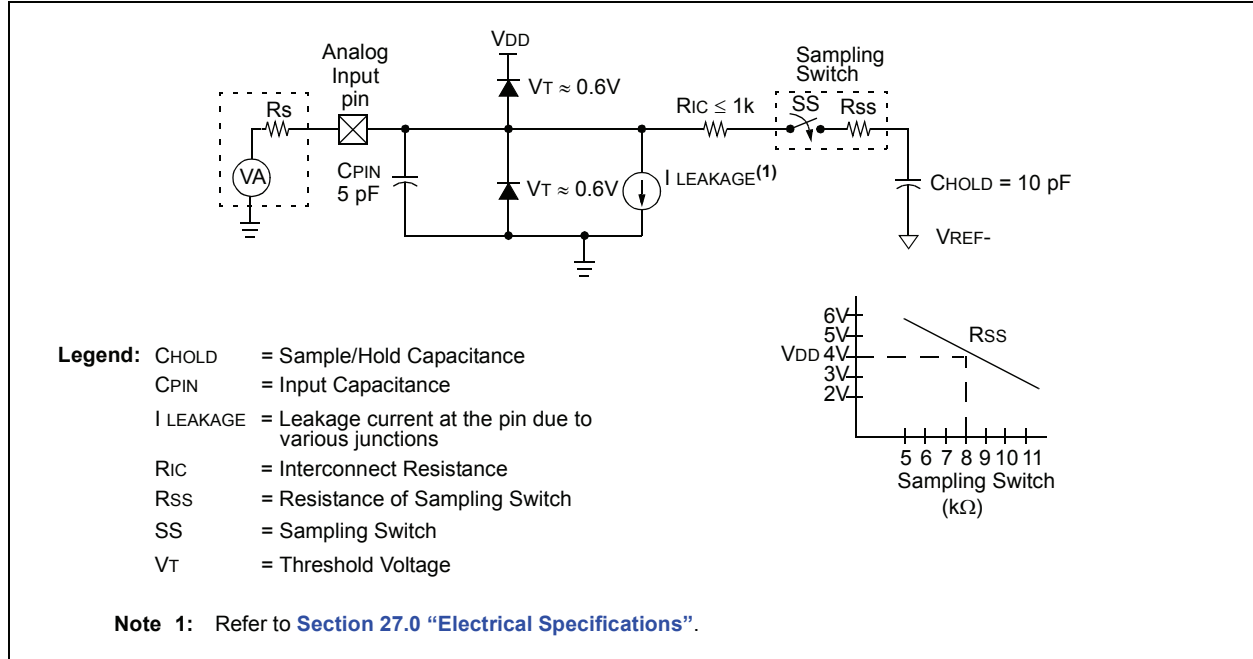 VDD
Analog
Input
pin
Sampling
Switch
VT ≈ 0.6V
Rs
RIC ≤ 1k
SS
Rss
VA
CPIN
5 pF
VT ≈ 0.6V
I LEAKAGE(1)
CHOLD = 10 pF
VREF-
6V
5V
VDD 4V
3V
2V
RSS
5 6 7 8 9 10 11
Sampling Switch
(kΩ)
Legend: CHOLD = Sample/Hold Capacitance
CPIN = Input Capacitance
I LEAKAGE = Leakage current at the pin due to
various junctions
RIC = Interconnect Resistance
RSS = Resistance of Sampling Switch
SS = Sampling Switch
VT = Threshold Voltage
Note 1: Refer to Section 27.0 “Electrical Specifications”.